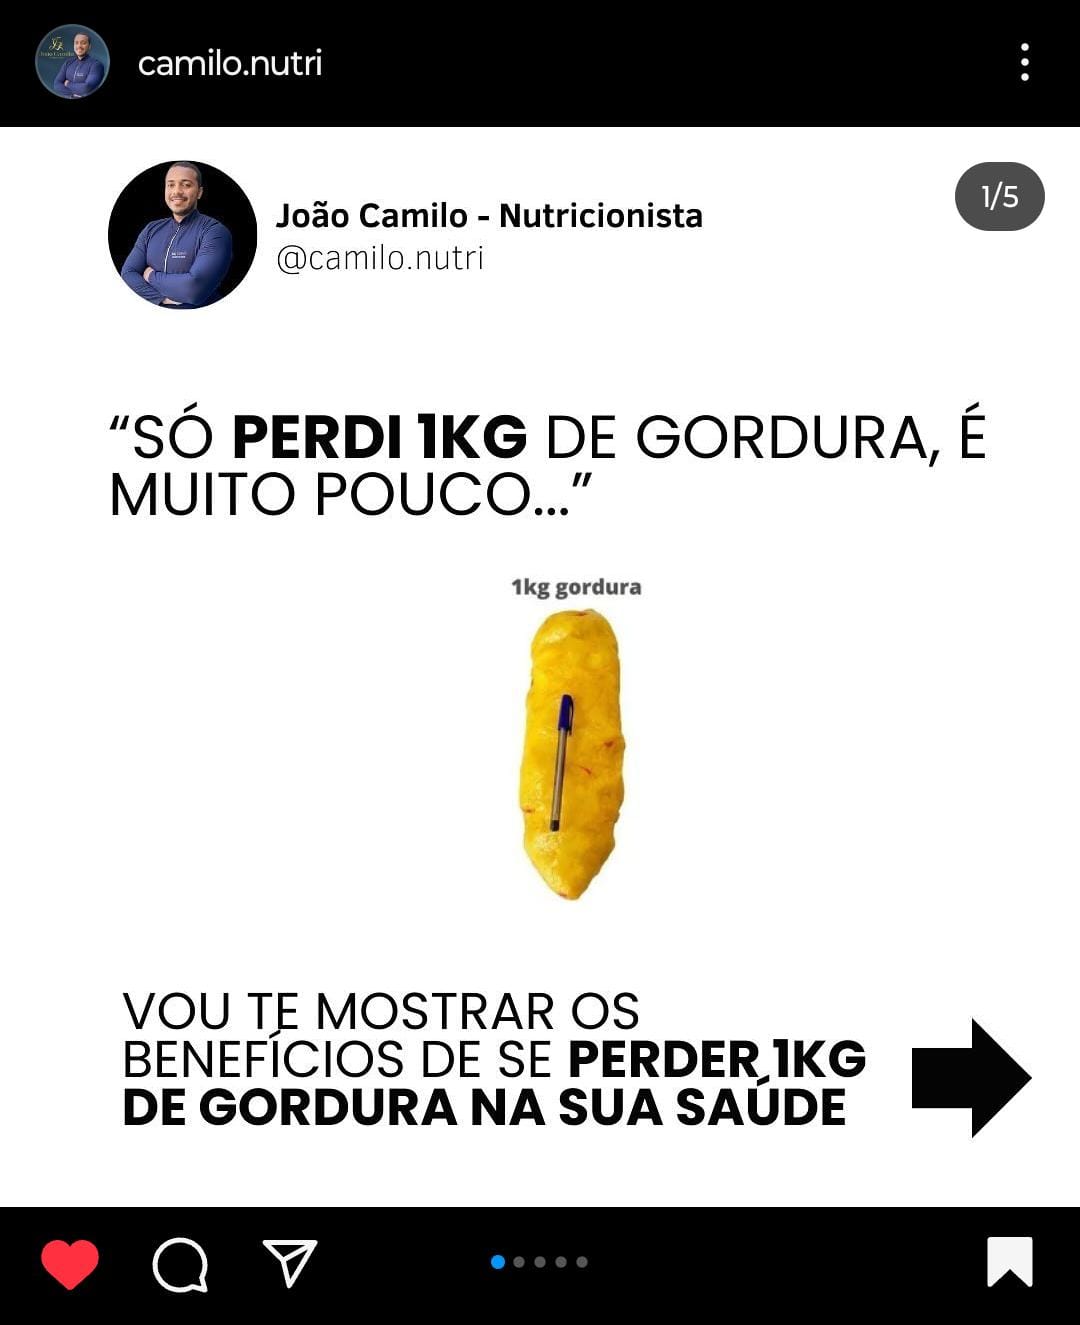 camilo.nutri
João Camilo - Nutricionista
@camilo.nutri
1/5
“SÓ PERDI 1KG DE GORDURA, É
MUITO POUCO...”
1kg gordura
VOU TE MOSTRAR OS
BENEFÍCIOS DE SE PERDER 1KG
DE GORDURA NA SUA SAÚDE